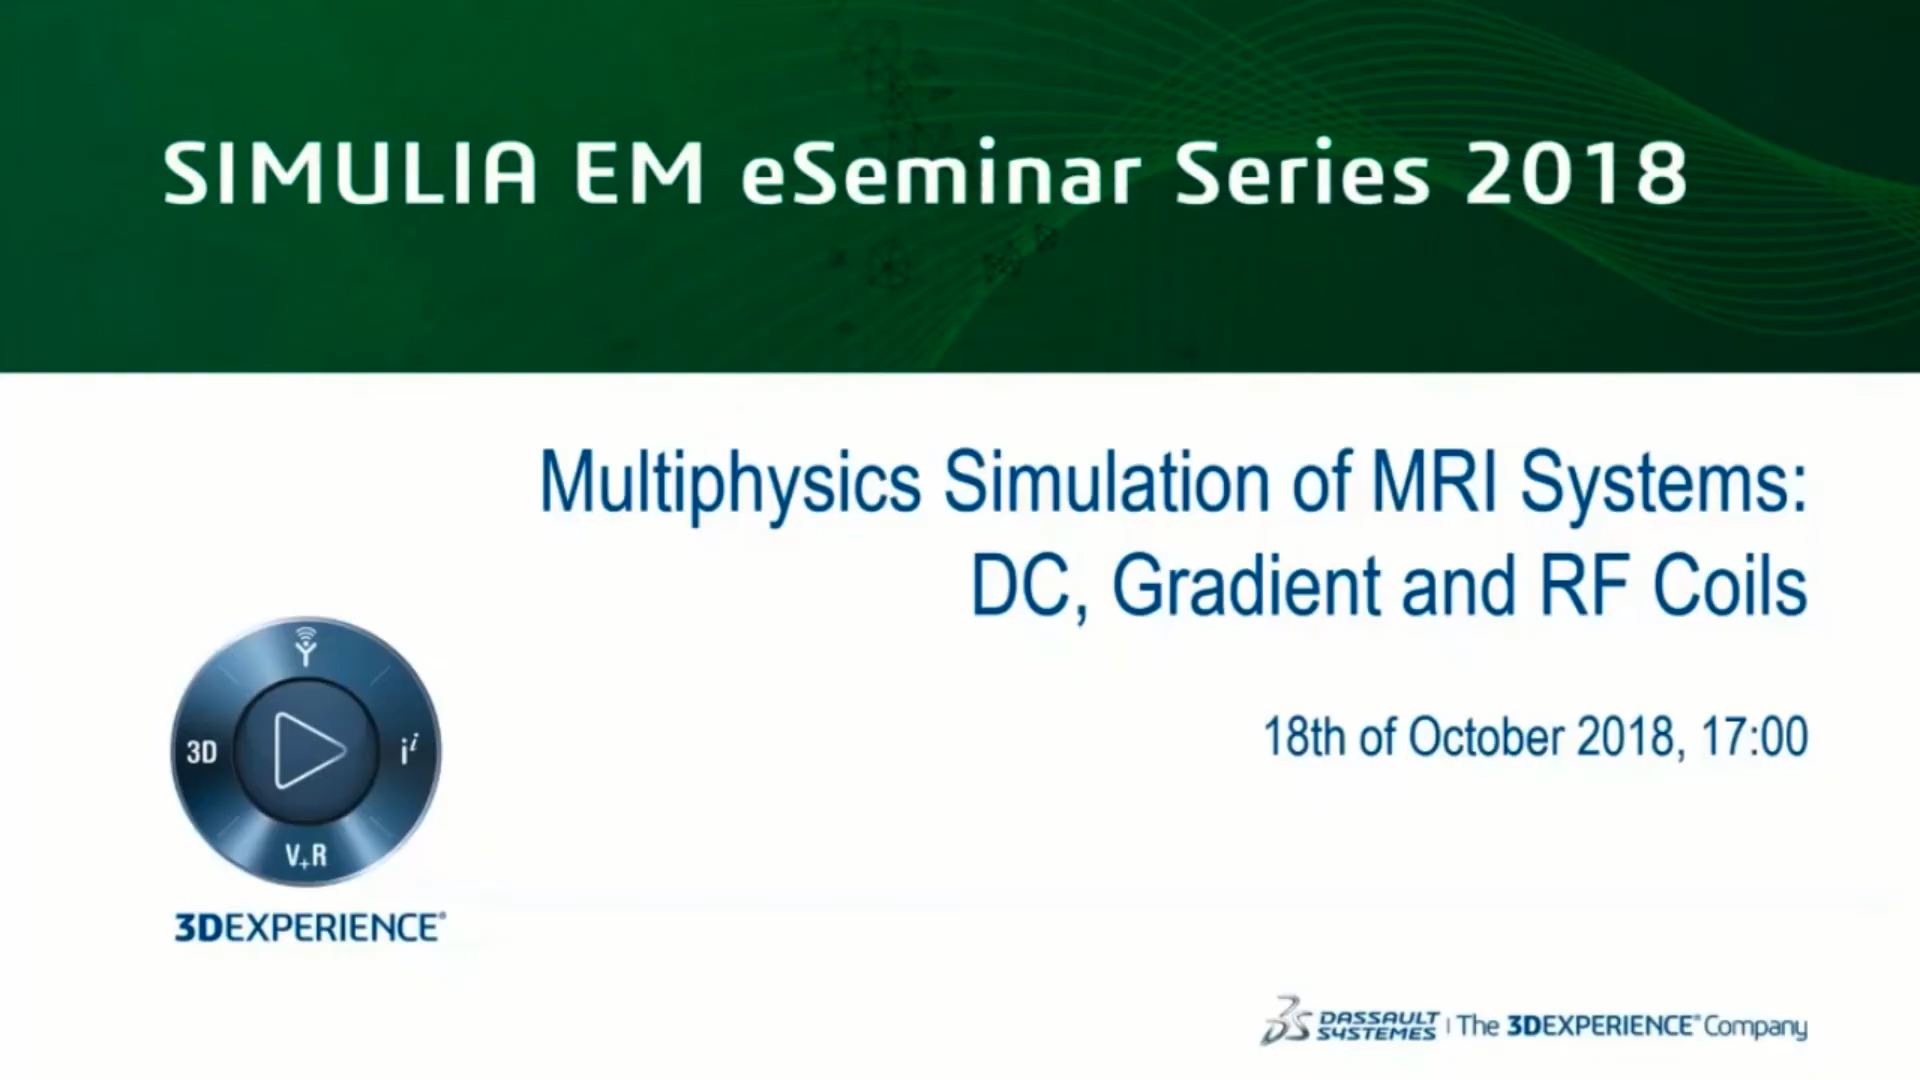 SIMULIA EM eSeminar Series 2018
Multiphysics Simulation of MRI Systems:
DC, Gradient and RF Coils
18th of October 2018, 17:00
3D
i i
V+R
3DEXPERIENCE®
3DS DASSAULT SYSTEMES | The 3DEXPERIENCE® Company